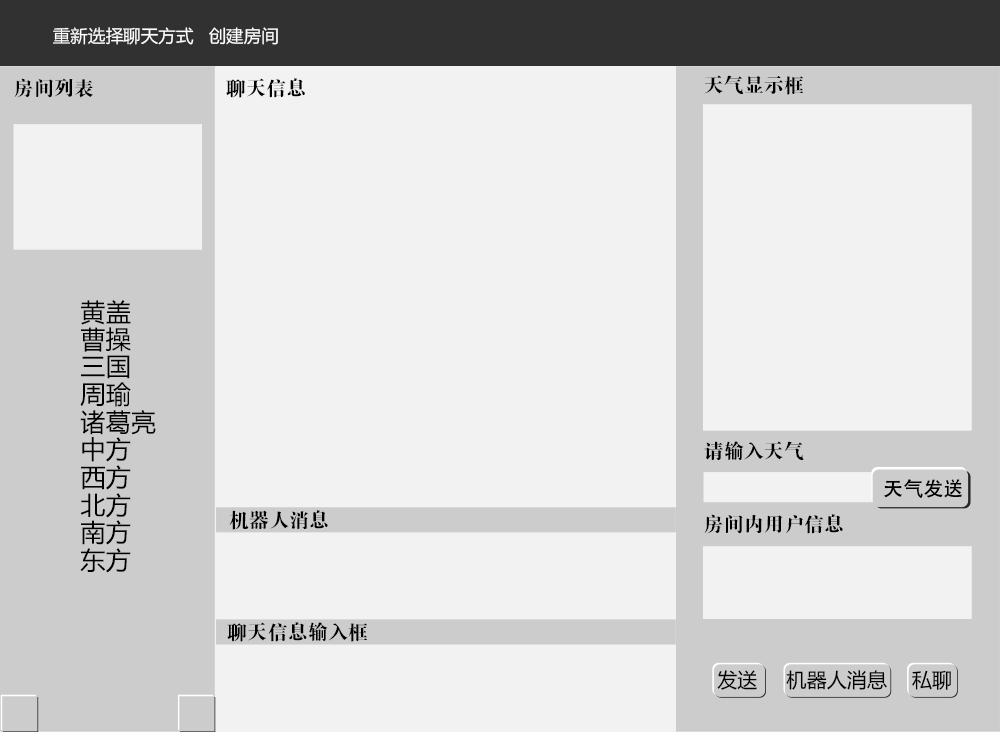 重新选择聊天方式 创建房间
房间列表
黄盖
曹操
三国
周瑜
诸葛亮
中方
西方
北方
南方
东方
聊天信息
机器人消息
聊天信息输入框
天气显示框
请输入天气
天气发送
房间内用户信息
发送 机器人消息 私聊